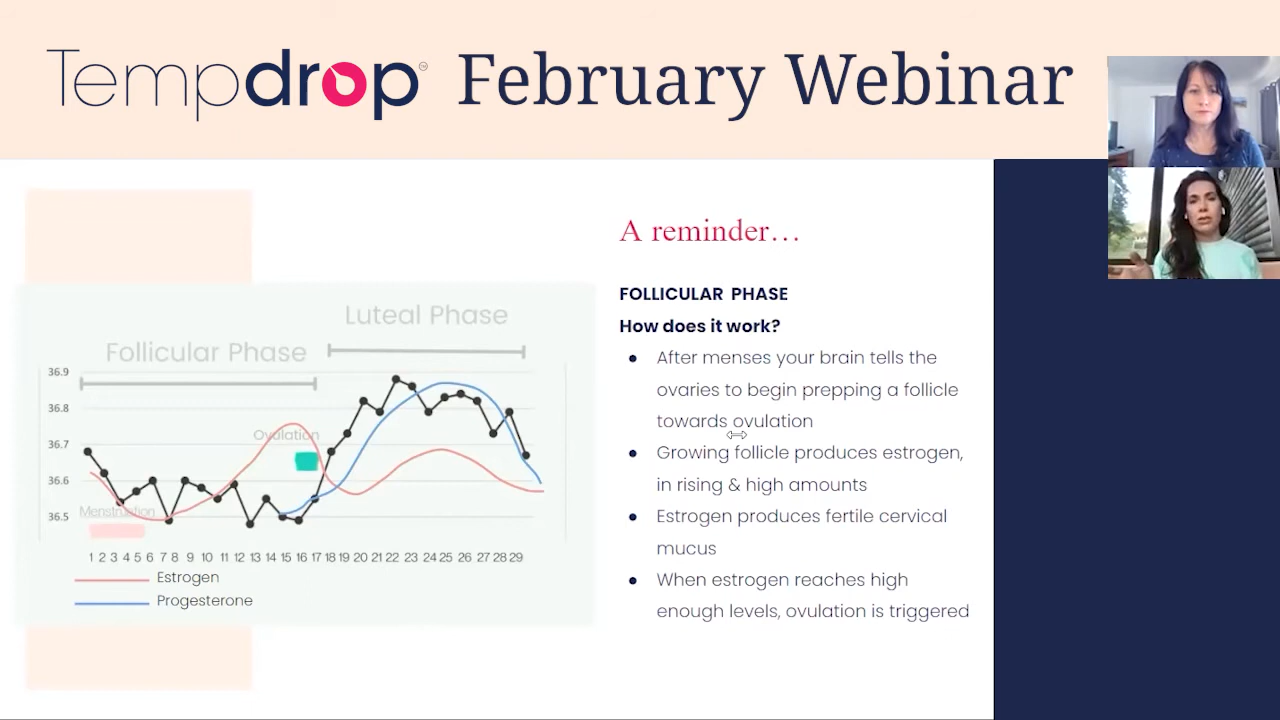 Tempdrop™ February Webinar
A reminder...
FOLLICULAR PHASE
How does it work?
● After menses your brain tells the
ovaries to begin prepping a follicle
towards ovulation
● Growing follicle produces estrogen,
in rising & high amounts
● Estrogen produces fertile cervical
mucus
● When estrogen reaches high
enough levels, ovulation is triggered
Luteal Phase
Follicular Phase
36.9
36.8
Ovulation
36.7
36.6
Menstruation
36.5
1 2 3 4 5 6 7 8 9 10 11 12 13 14 15 16 17 18 19 20 21 22 23 24 25 26 27 28 29
Estrogen
Progesterone